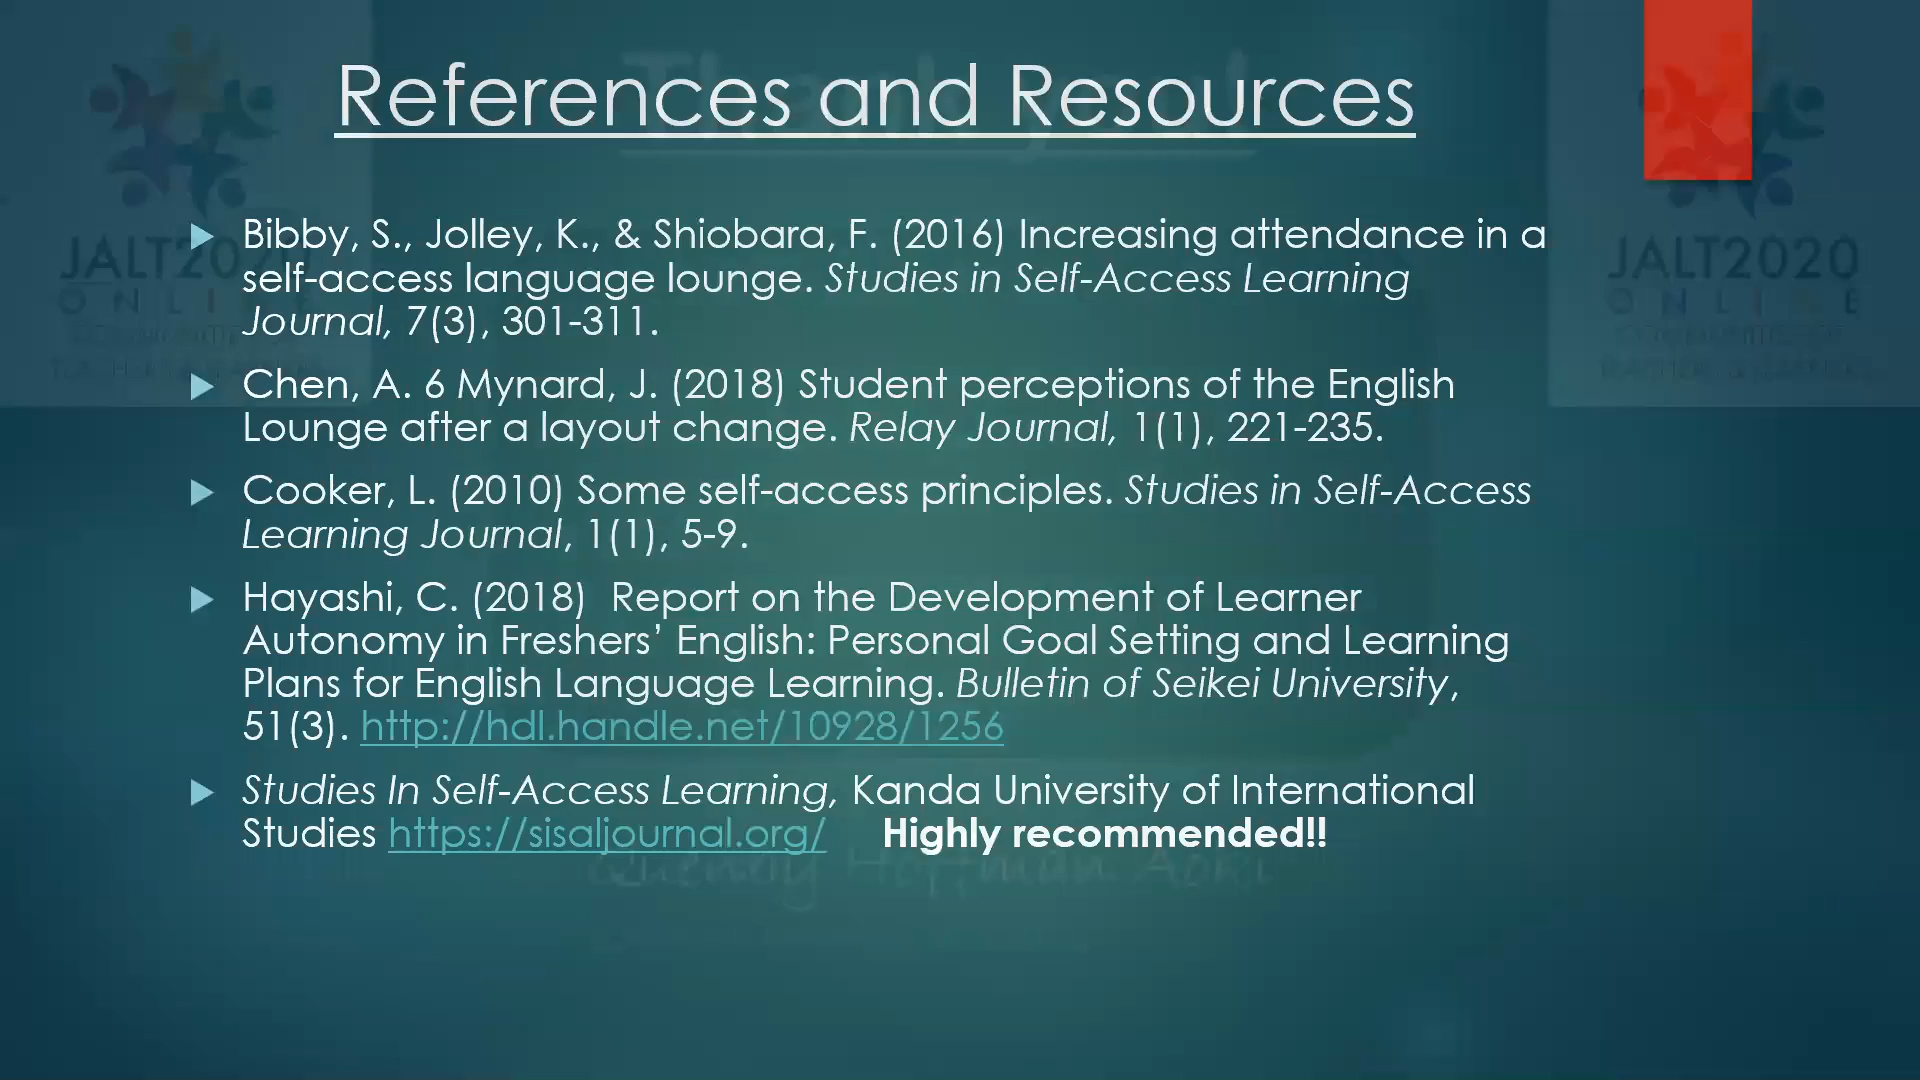 References and Resources
Bibby, S., Jolley, K., & Shiobara, F. (2016) Increasing attendance in a
self-access language lounge. Studies in Self-Access Learning
Journal, 7(3), 301-311.
Chen, A. 6 Mynard, J. (2018) Student perceptions of the English
Lounge after a layout change. Relay Journal, 1(1), 221-235.
Cooker, L. (2010) Some self-access principles. Studies in Self-Access
Learning Journal, 1(1), 5-9.
Hayashi, C. (2018) Report on the Development of Learner
Autonomy in Freshers’ English: Personal Goal Setting and Learning
Plans for English Language Learning. Bulletin of Seikei University,
51(3). http://hdl.handle.net/10928/1256
Studies In Self-Access Learning, Kanda University of International
Studies https://sisaljournal.org/ Highly recommended!!
JALT2020
ONLINE
JALT2020
ONLINE
Hoffman Aoki